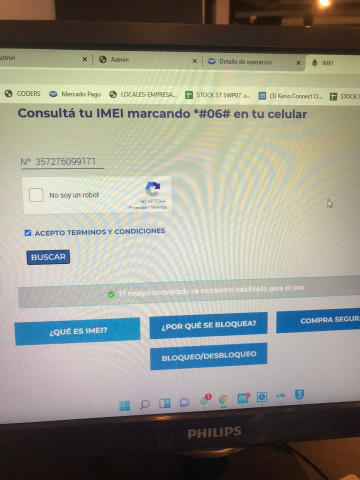 Admin
Admin
Detalle de operación
IMEI
CODERS
Mercado Pago
LOCALES-EMPRESA...
STOCK ST SWP07 a...
(3) Keno Connect O...
STOCK S
Consultá tu IMEI marcando *#06# en tu celular
Nº 357276099171
No soy un robot
reCAPTCHA
Privacidad - Términos
ACEPTO TERMINOS Y CONDICIONES
BUSCAR
El equipo consultado se encuentra habilitado para el uso
¿QUÉ ES IMEI?
¿POR QUÉ SE BLOQUEA?
COMPRA SEGURA
BLOQUEO/DESBLOQUEO
PHILIPS